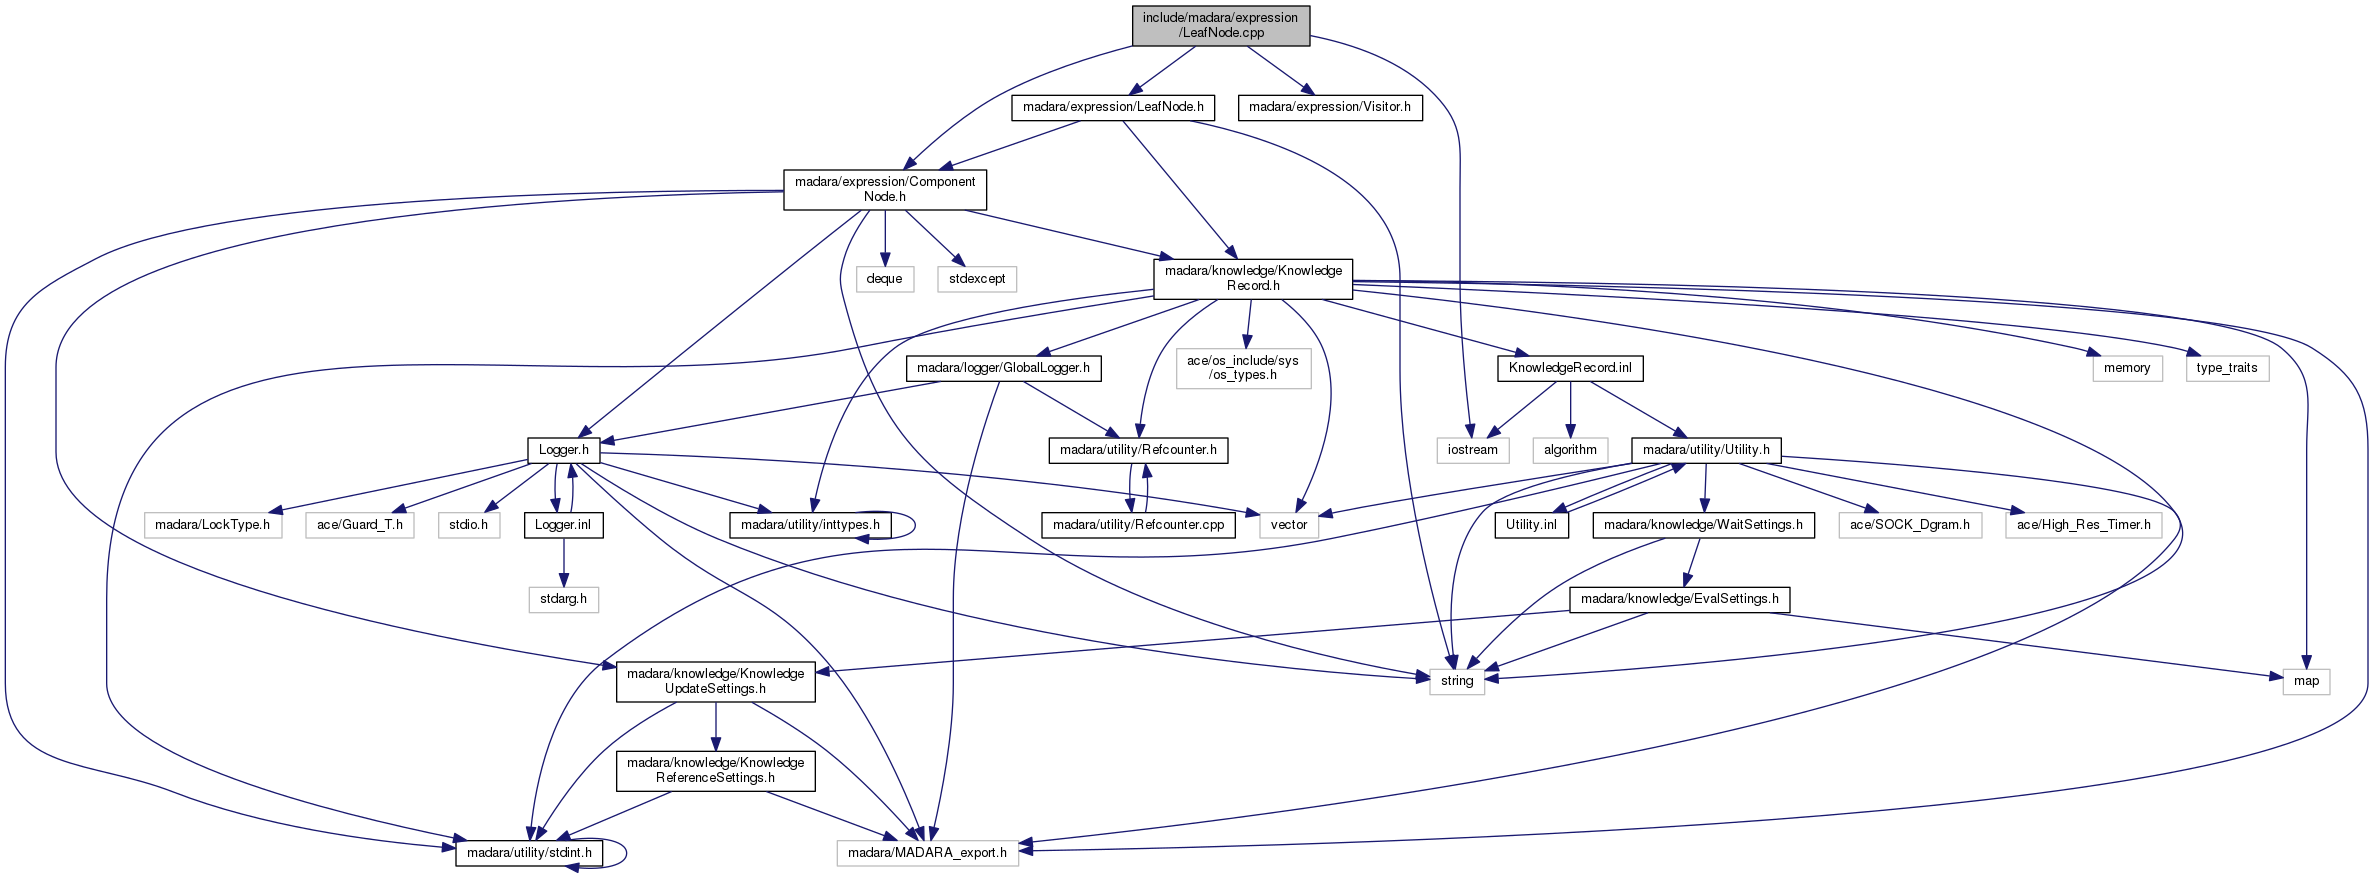 include/madara/expression
/LeafNode.cpp
madara/expression/LeafNode.h
madara/expression/Visitor.h
madara/expression/Component
Node.h
deque
stdexcept
madara/knowledge/Knowledge
Record.h
madara/logger/GlobalLogger.h
ace/os_include/sys
/os_types.h
KnowledgeRecord.inl
memory
type_traits
Logger.h
madara/utility/Refcounter.h
iostream
algorithm
madara/utility/Utility.h
madara/LockType.h
ace/Guard_T.h
stdio.h
Logger.inl
madara/utility/inttypes.h
madara/utility/Refcounter.cpp
vector
Utility.inl
madara/knowledge/WaitSettings.h
ace/SOCK_Dgram.h
ace/High_Res_Timer.h
stdarg.h
madara/knowledge/EvalSettings.h
madara/knowledge/Knowledge
UpdateSettings.h
string
map
madara/knowledge/Knowledge
ReferenceSettings.h
madara/utility/stdint.h
madara/MADARA_export.h